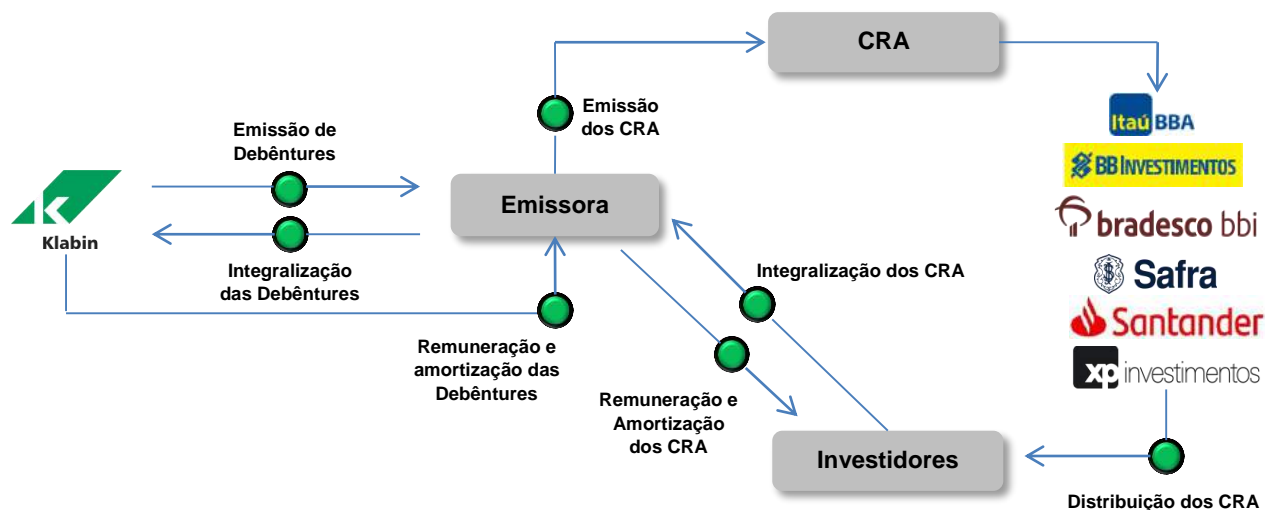 CRA
Emissão
dos CRA
Itaú BBA
Emissão de
Debêntures
BB INVESTIMENTOS
Emissora
bradesco bbi
Klabin
Integralização
das Debêntures
Integralização dos CRA
Safra
Santander
Remuneração e
amortização das
Debêntures
xp investimentos
Remuneração e
Amortização
dos CRA
Investidores
Distribuição dos CRA